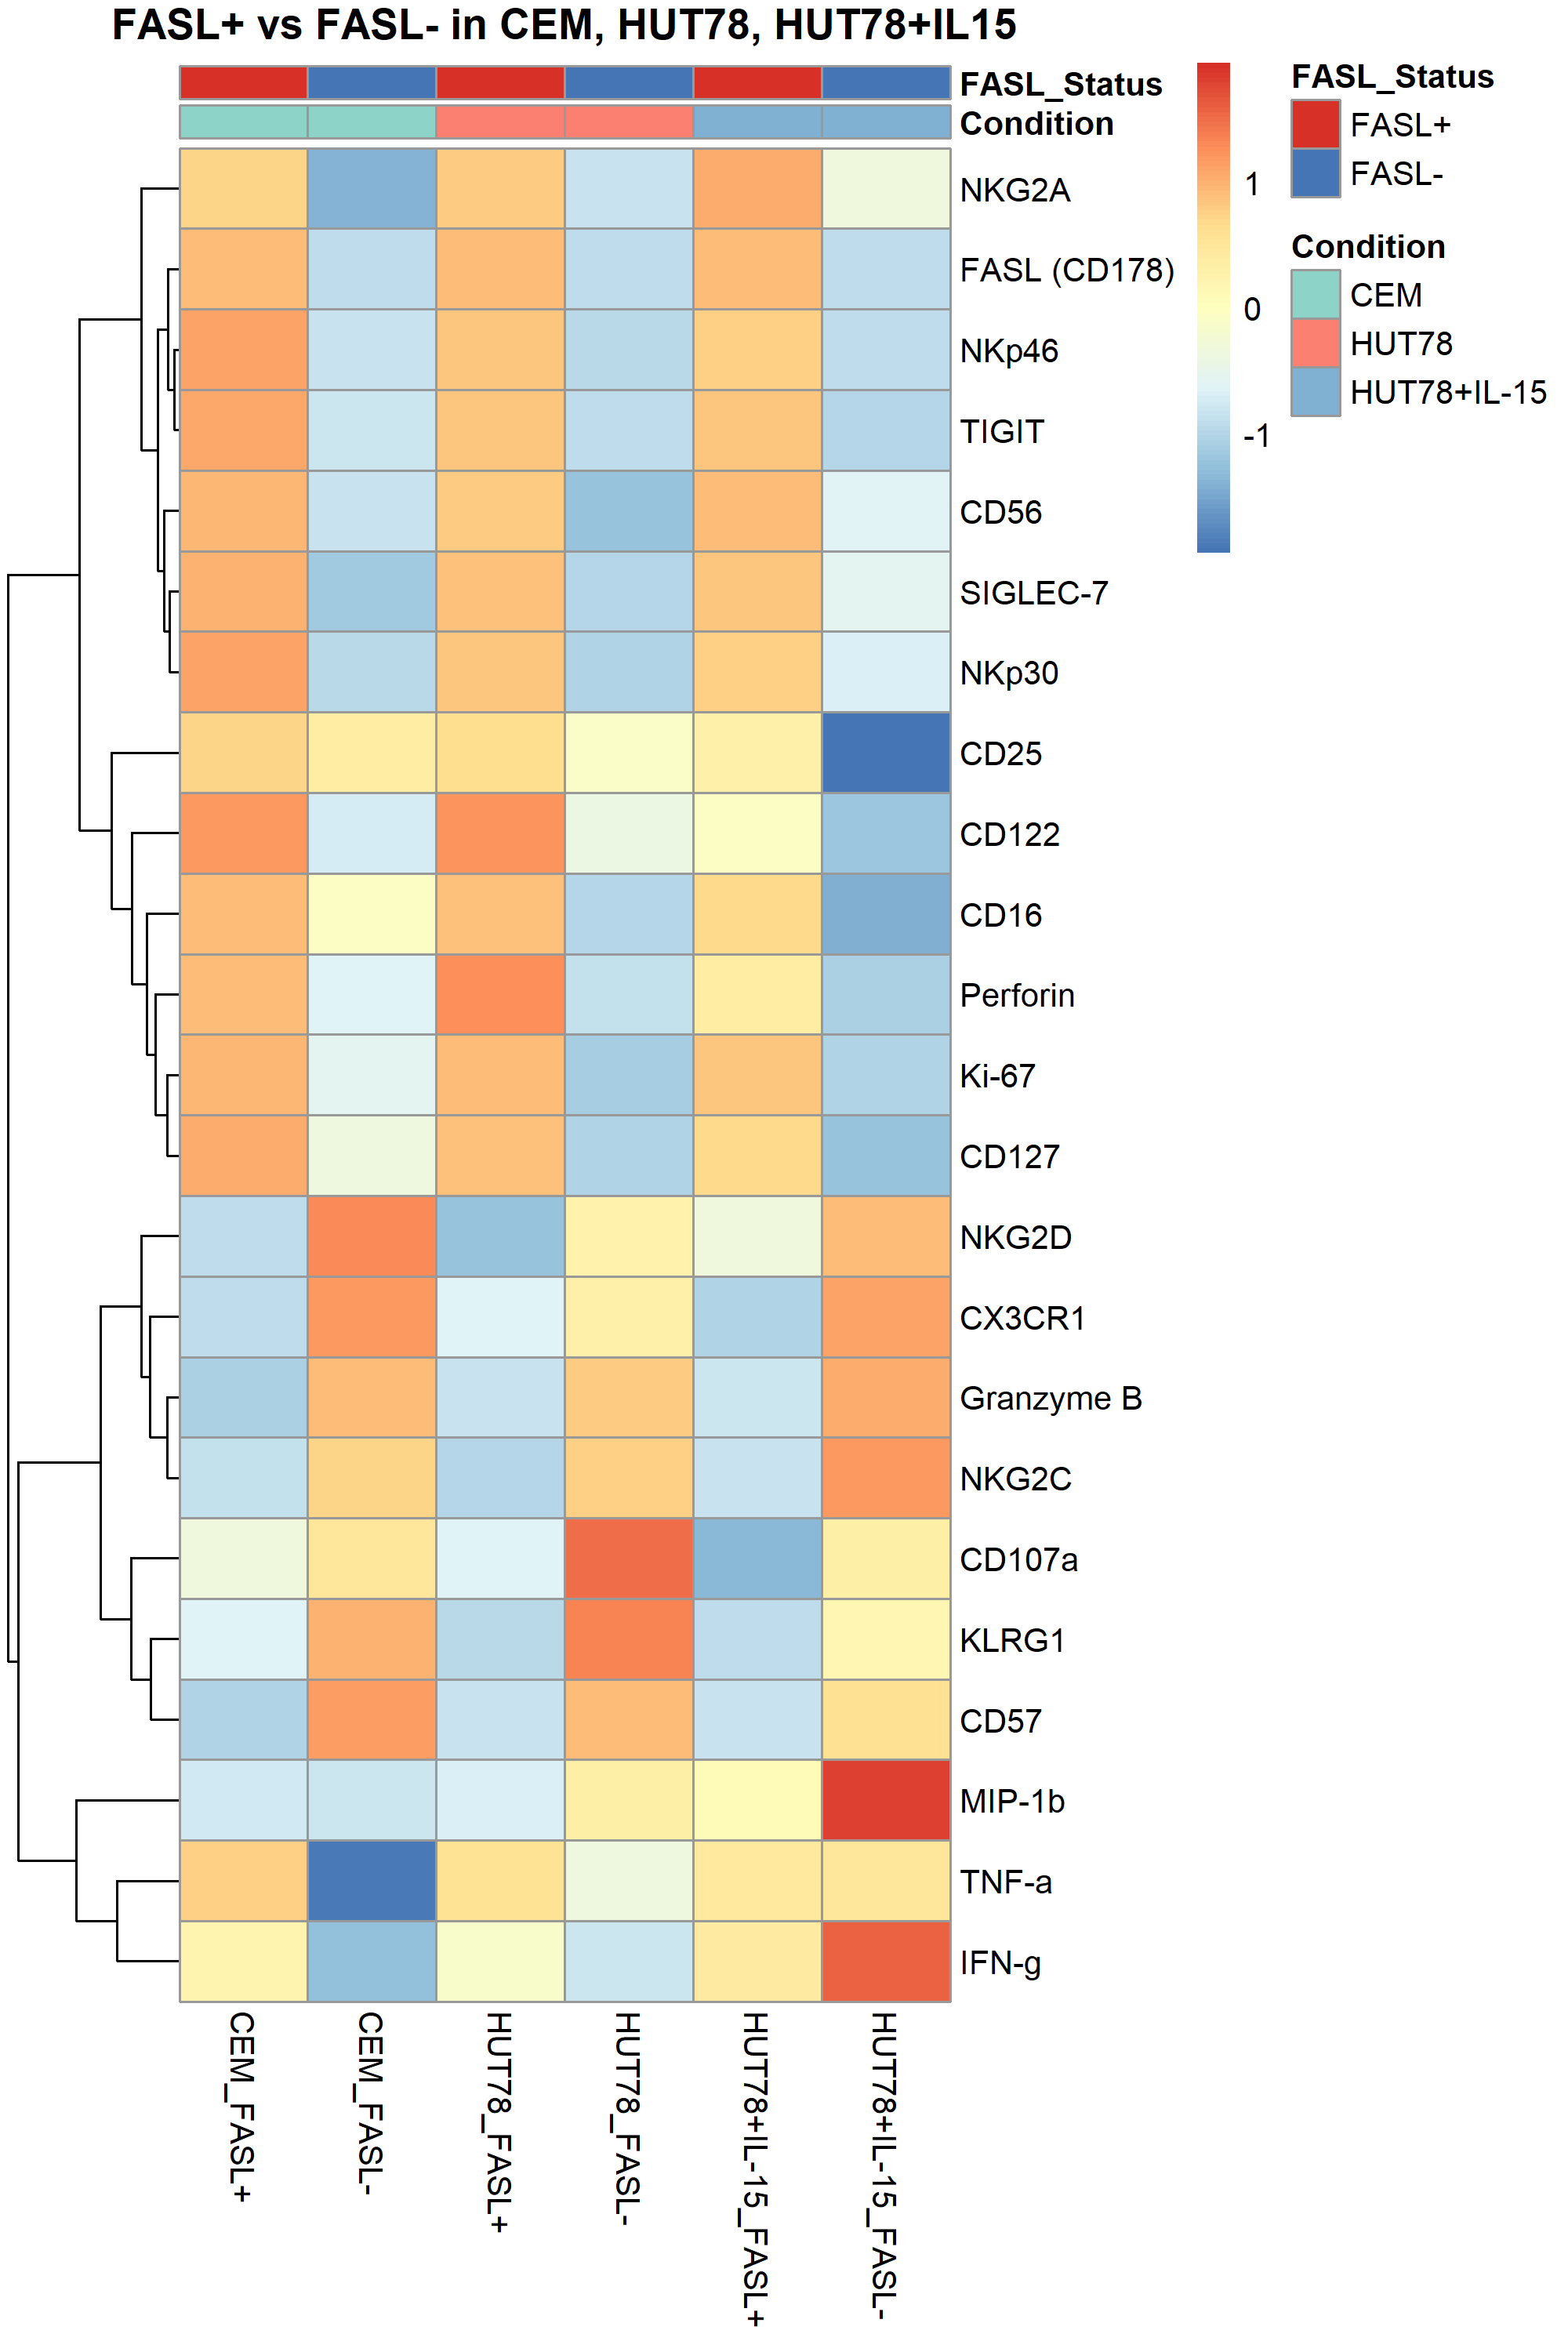 FASL+ vs FASL- in CEM, HUT78, HUT78+IL15
FASL_Status
Condition
NKG2A
FASL (CD178)
NKp46
TIGIT
CD56
SIGLEC-7
NKp30
CD25
CD122
CD16
Perforin
Ki-67
CD127
NKG2D
CX3CR1
Granzyme B
NKG2C
CD107a
KLRG1
CD57
MIP-1b
TNF-a
IFN-g
CEM_FASL+
CEM_FASL-
HUT78_FASL+
HUT78_FASL-
HUT78+IL-15_FASL+
HUT78+IL-15_FASL-
1
0
-1
FASL_Status
FASL+
FASL-
Condition
CEM
HUT78
HUT78+IL-15